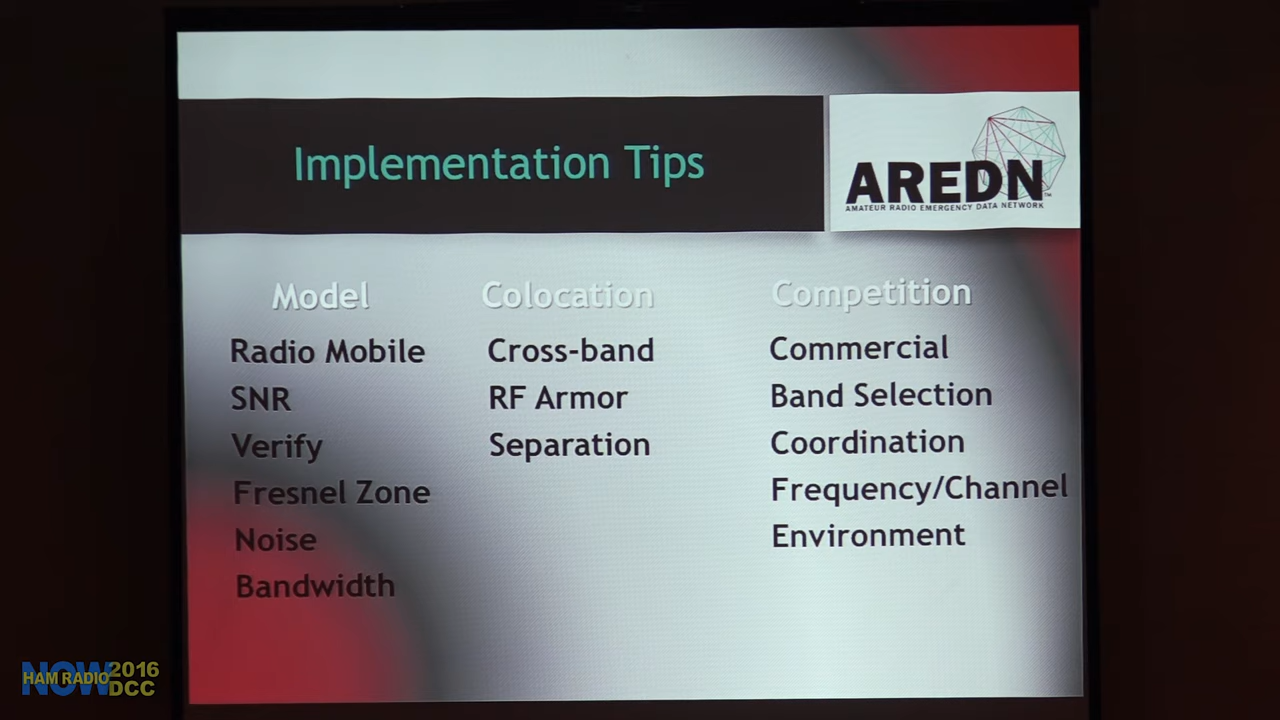 Implementation Tips
AREDN™
AMATEUR RADIO EMERGENCY DATA NETWORK
Model
Radio Mobile
SNR
Verify
Fresnel Zone
Noise
Bandwidth
Colocation
Cross-band
RF Armor
Separation
Competition
Commercial
Band Selection
Coordination
Frequency/Channel
Environment
HAM RADIO
NOW
2016
DCC